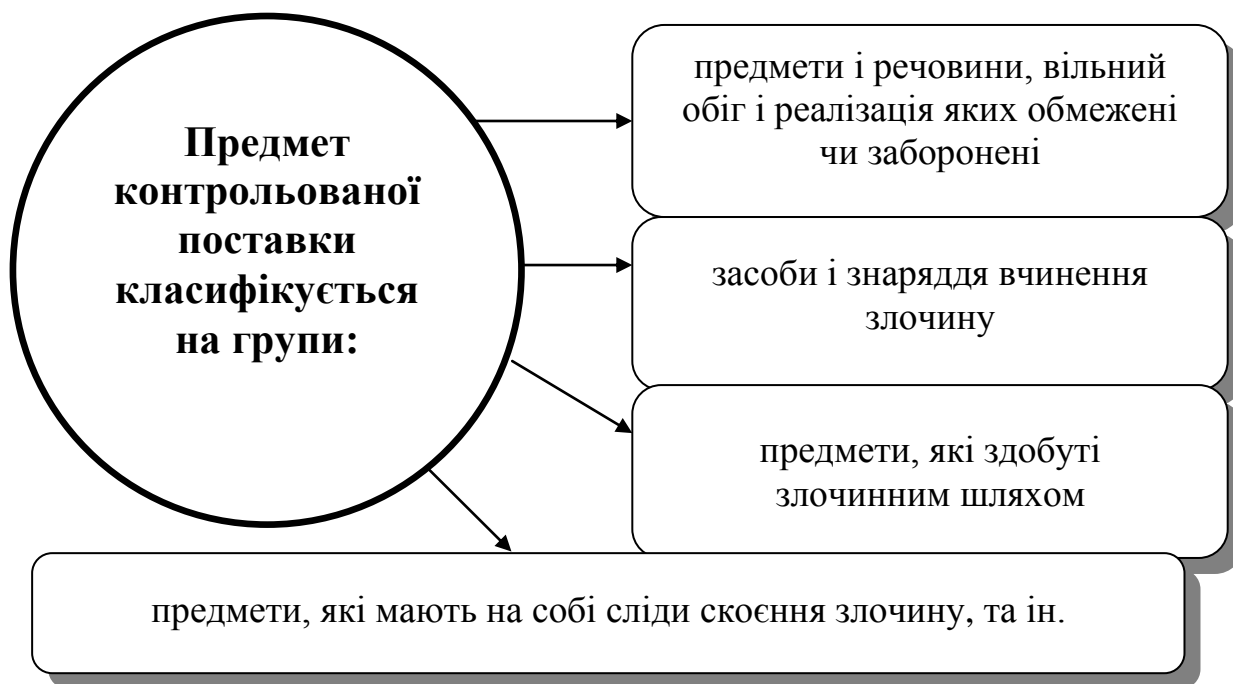 Предмет
контрольованої
поставки
класифікується
на групи:
предмети і речовини, вільний
обіг і реалізація яких обмежені
чи заборонені
засоби і знаряддя вчинення
злочину
предмети, які здобуті
злочинним шляхом
предмети, які мають на собі сліди скоєння злочину, та ін.